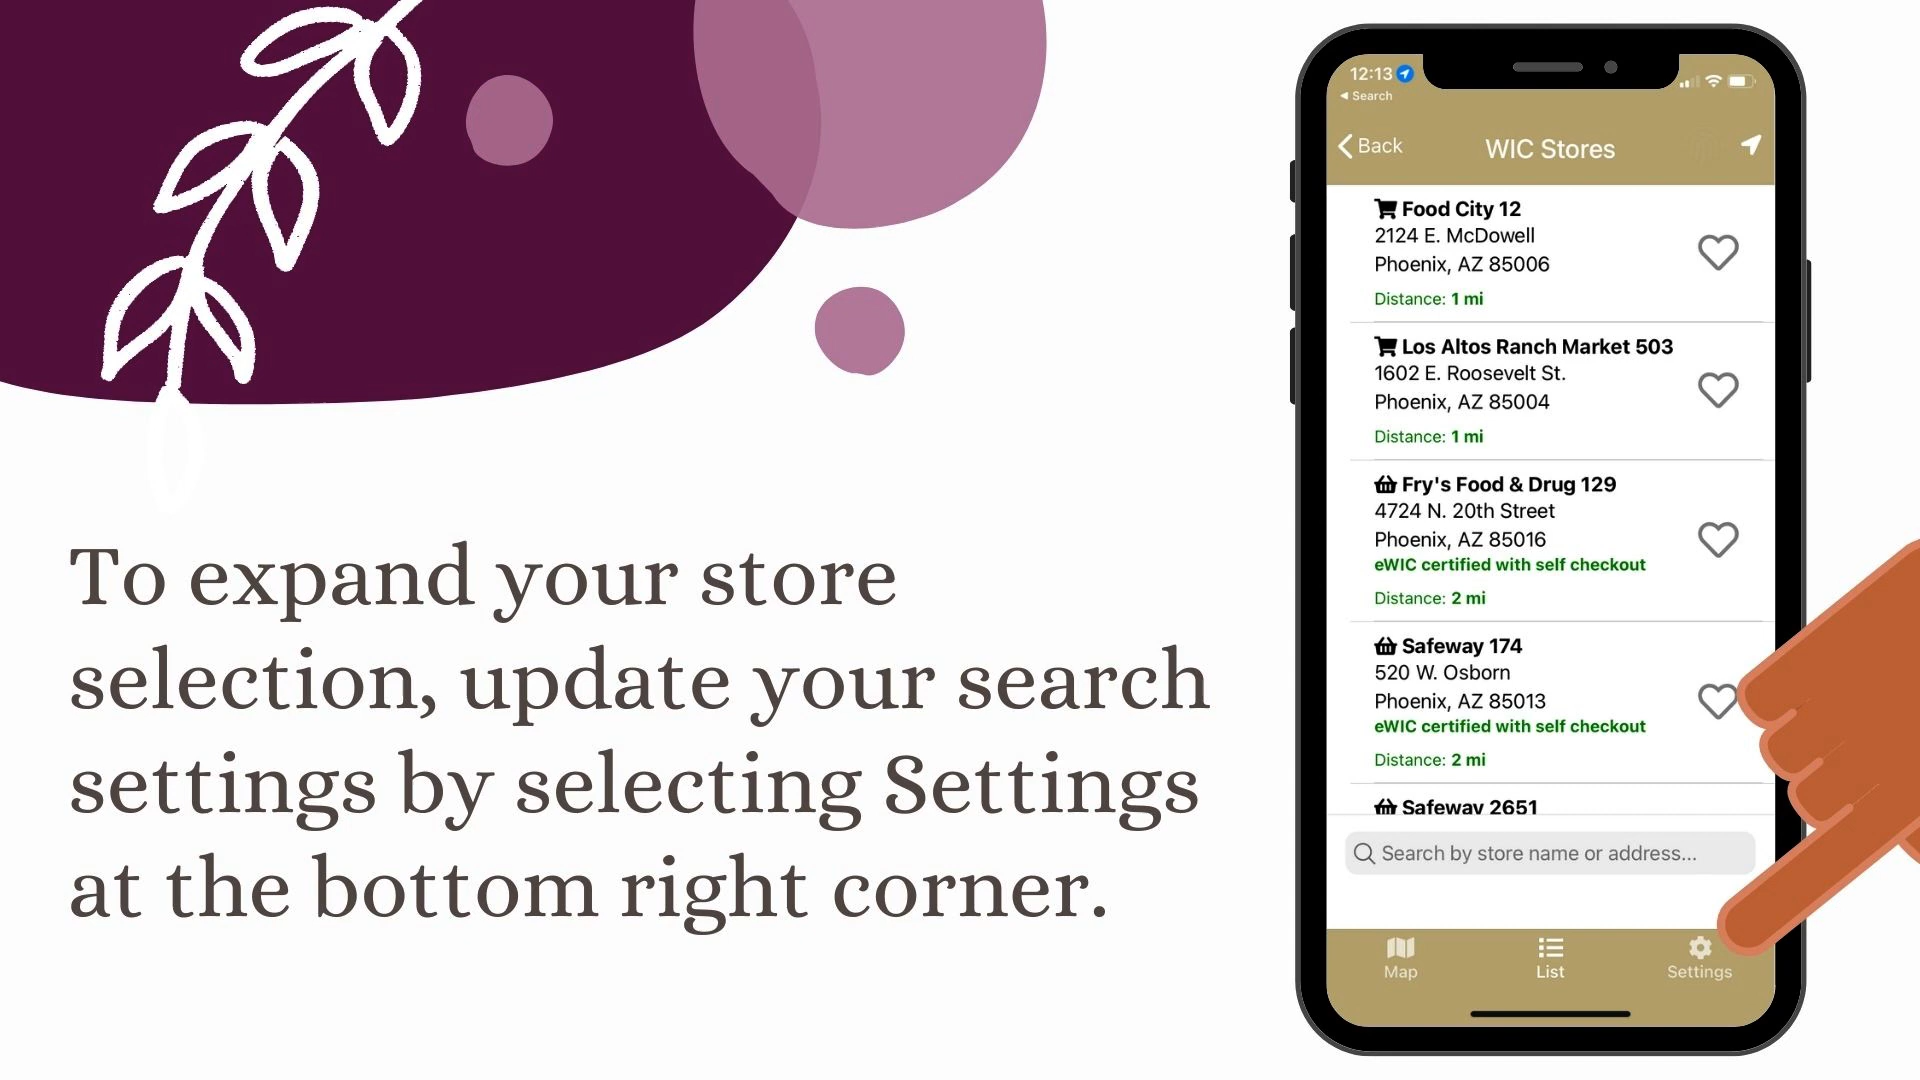 To expand your store
selection, update your search
settings by selecting Settings
at the bottom right corner.
12:13
Search
Back
WIC Stores
Food City 12
2124 E. McDowell
Phoenix, AZ 85006
Distance: 1 mi
Los Altos Ranch Market 503
1602 E. Roosevelt St.
Phoenix, AZ 85004
Distance: 1 mi
Fry's Food & Drug 129
4724 N. 20th Street
Phoenix, AZ 85016
eWIC certified with self checkout
Distance: 2 mi
Safeway 174
520 W. Osborn
Phoenix, AZ 85013
eWIC certified with self checkout
Distance: 2 mi
Safeway 2651
Search by store name or address...
Map
List
Settings